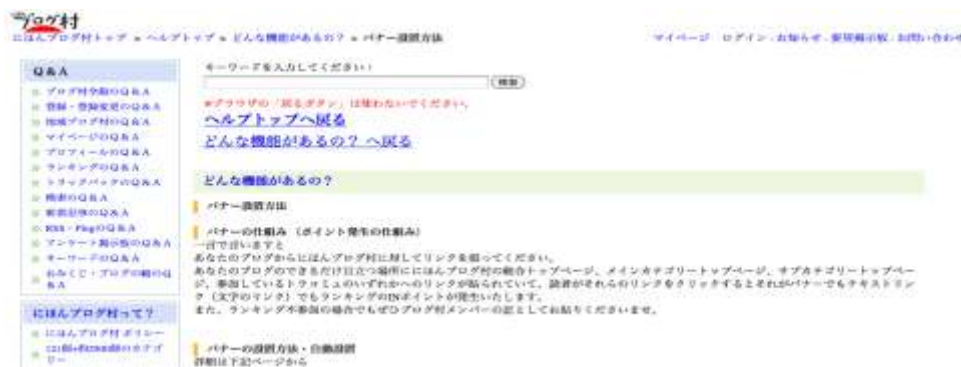 ブログ村
にほんブログ村トップ » ヘルプトップ » どんな機能があるの? » バナー設置方法
マイページ ログイン お知らせ 要望掲示板 お問い合わせ
Q&A
ブログ村全般のQ&A
登録・登録変更のQ&A
地域ブログ村のQ&A
マイページのQ&A
プロフィールのQ&A
ランキングのQ&A
トラックバックのQ&A
検索のQ&A
新着記事のQ&A
RSS・PingのQ&A
アンケート掲示板のQ&A
キーワードのQ&A
おみくじ・ブログの輪のQ&A
にほんブログ村って?
にほんブログ村 ポリシー
キーワードを入力してください!
検索
※ブラウザの「戻るボタン」は使わないでください。
ヘルプトップへ戻る
どんな機能があるの? へ戻る
どんな機能があるの?
バナー設置方法
バナーの仕組み (ポイント発生の仕組み)
一言で言いますと
あなたのブログからにほんブログ村に対してリンクを張ってください。
あなたのブログのできるだけ目立つ場所ににほんブログ村の総合トップページ、メインカテゴリートップページ、サブカテゴリートップペー
ジ、参加しているトラコミュのいずれかへのリンクが貼られていて、読者がそれらのリンクをクリックするとそれがバナーでもテキストリン
ク(文字のリンク)でもランキングのINポイントが発生いたします。
また、ランキング不参加の場合でもぜひブログ村メンバーの証としてお貼りくださいませ。
バナーの設置方法・自動設置
詳細は下記ページから